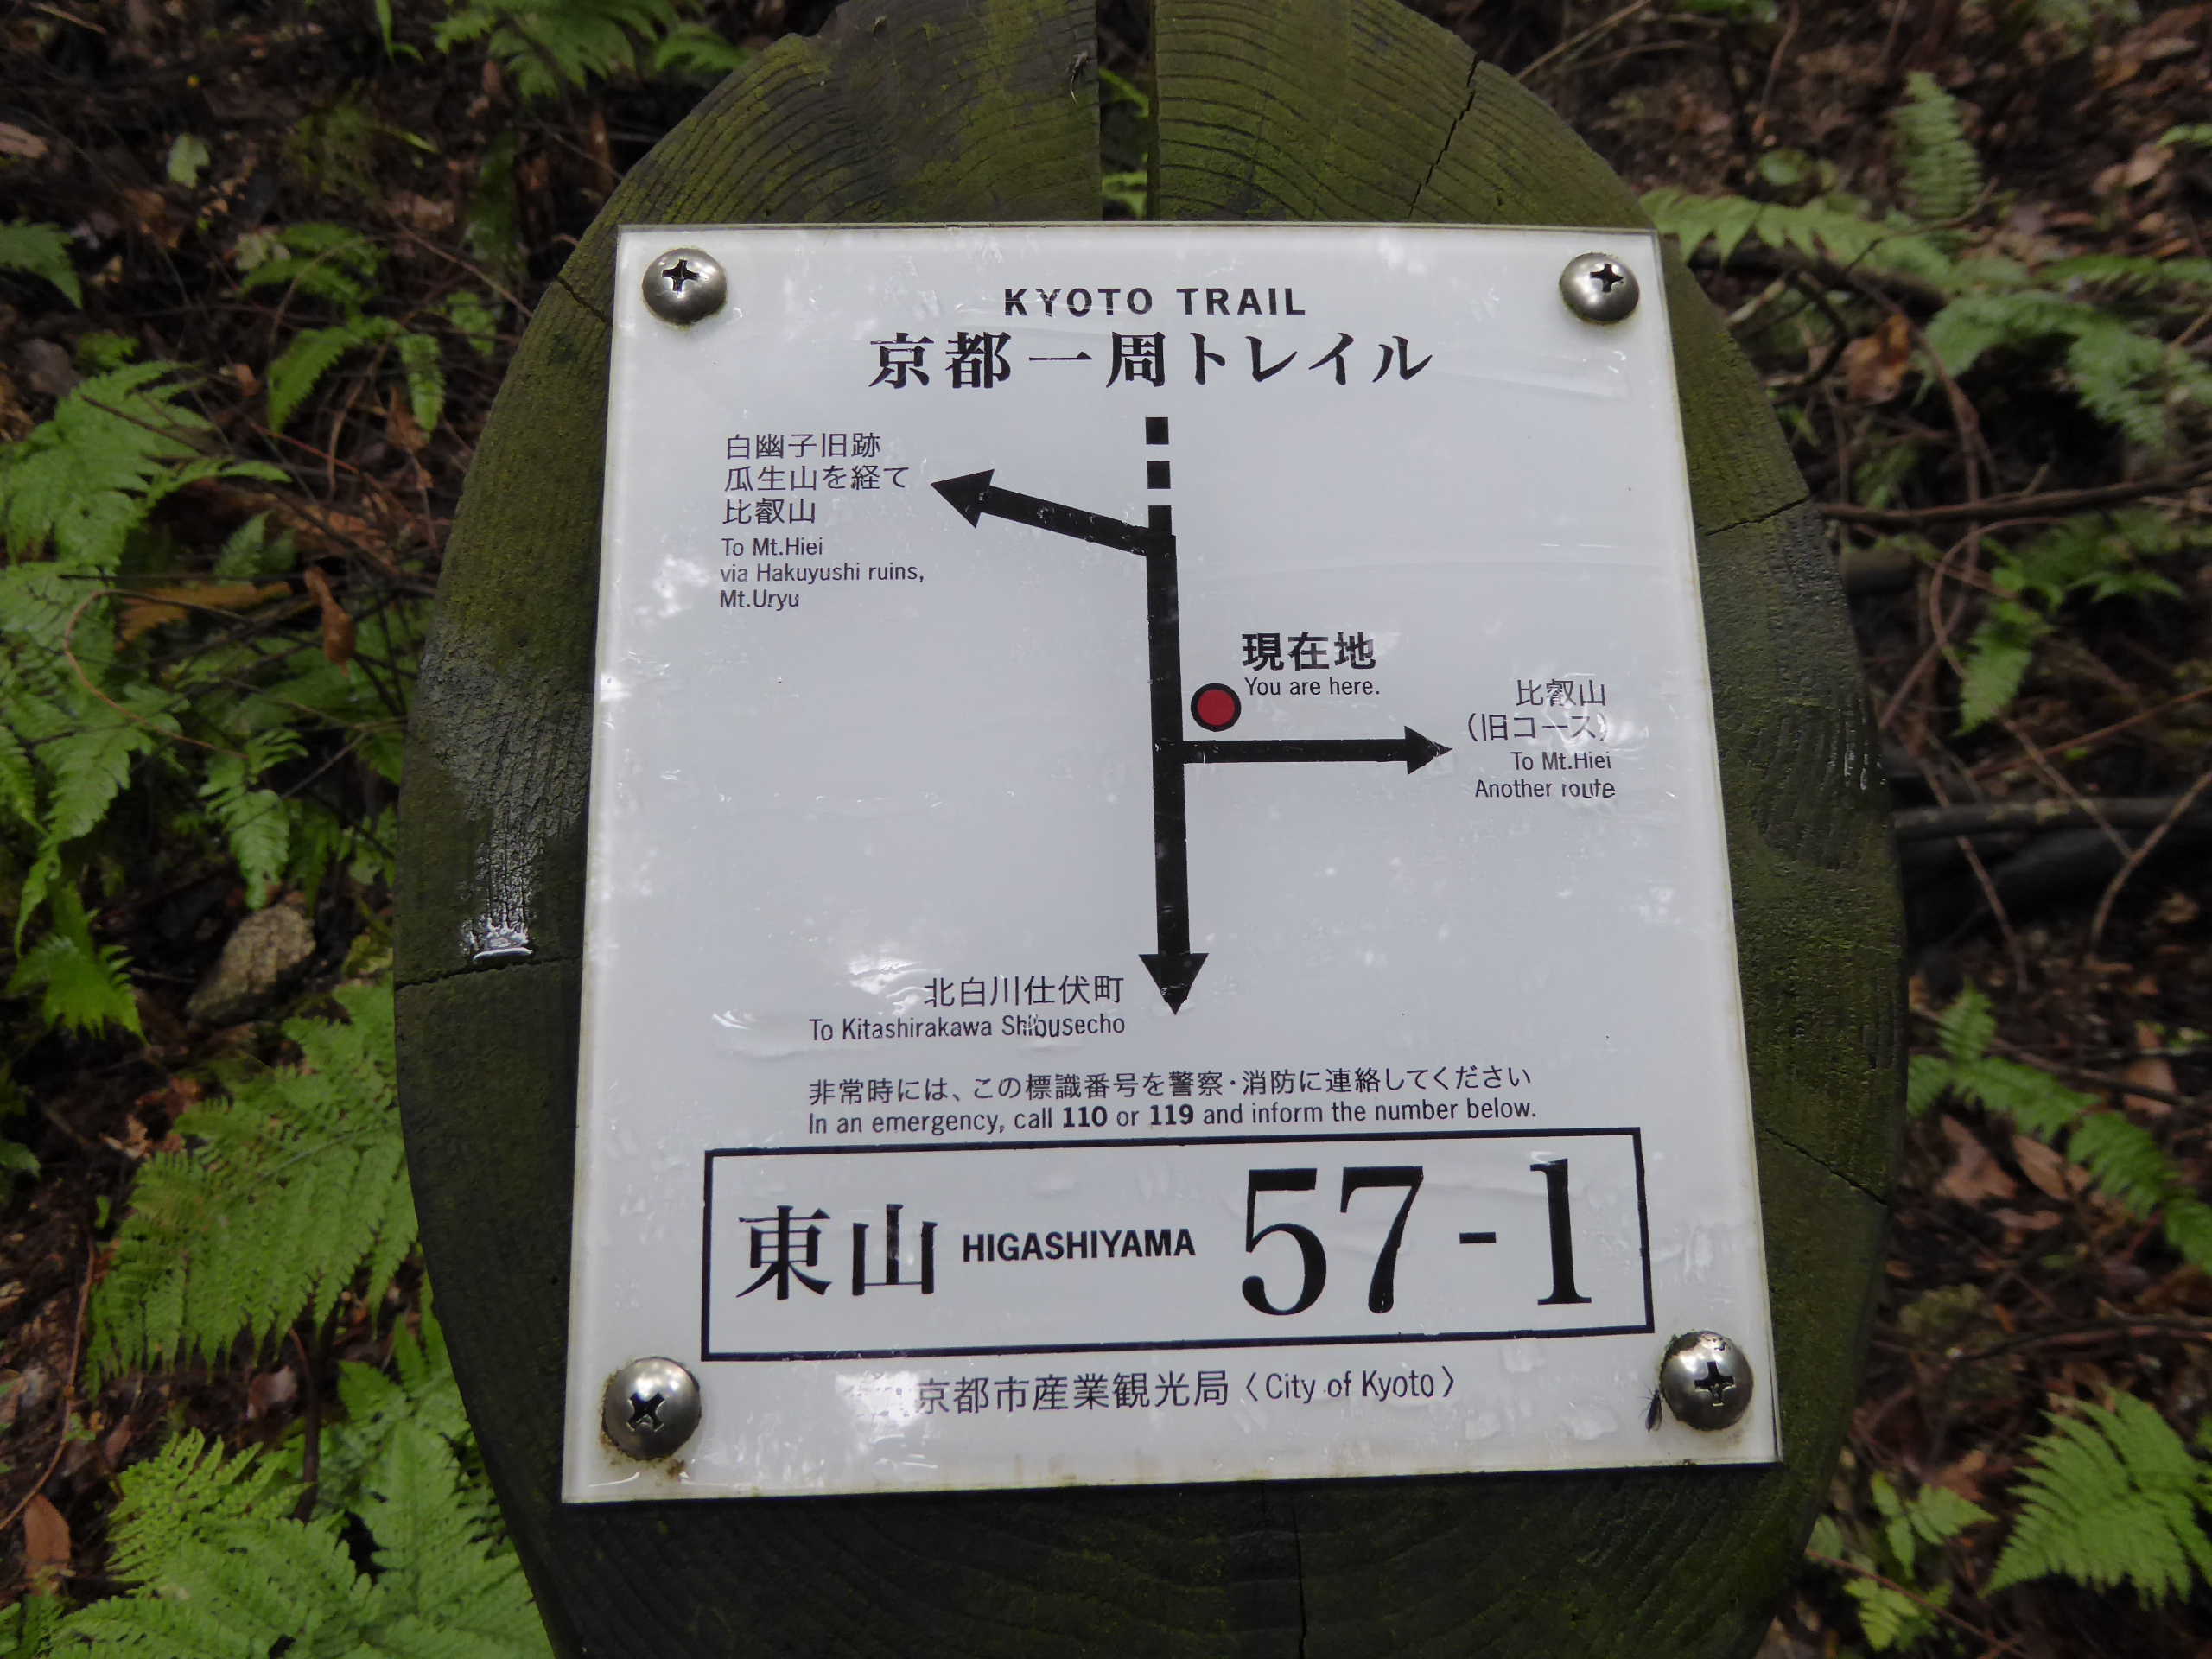 KYOTO TRAIL
京都一周トレイル
白幽子旧跡
瓜生山を経て
比叡山
To Mt.Hiei
via Hakuyushi ruins,
Mt.Uryu
現在地
You are here.
比叡山
(旧コース)
To Mt.Hiei
Another route
北白川仕伏町
To Kitashirakawa Shibusecho
非常時には、この標識番号を警察・消防に連絡してください
In an emergency, call 110 or 119 and inform the number below.
東山 HIGASHIYAMA 57-1
京都市産業観光局〈City of Kyoto〉